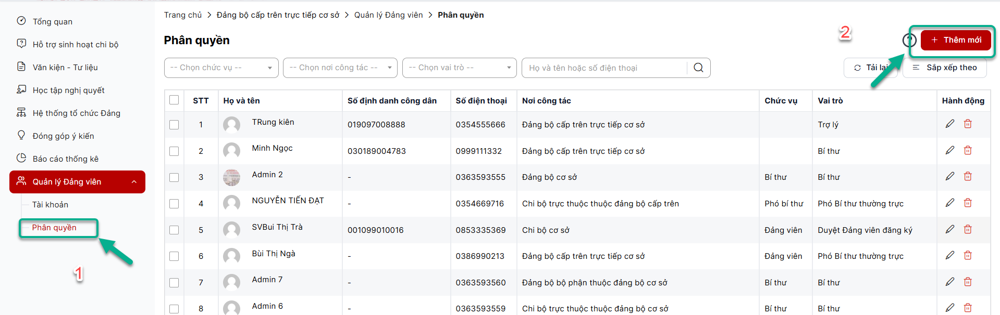 Tổng quan
Hỗ trợ sinh hoạt chi bộ
Văn kiện - Tư liệu
Học tập nghị quyết
Hệ thống tổ chức Đảng
Đóng góp ý kiến
Báo cáo thống kê
Quản lý Đảng viên
Tài khoản
Phân quyền
1
Trang chủ > Đảng bộ cấp trên trực tiếp cơ sở > Quản lý Đảng viên > Phân quyền
Phân quyền
2
? + Thêm mới
-- Chọn chức vụ -- -- Chọn nơi công tác -- -- Chọn vai trò -- Họ và tên hoặc số điện thoại Tải lại Sắp xếp theo
STT Họ và tên Số định danh công dân Số điện thoại Nơi công tác Chức vụ Vai trò Hành động
1 TRung kiên 019097008888 0354555666 Đảng bộ cấp trên trực tiếp cơ sở Trợ lý
2 Minh Ngọc 030189004783 0999111332 Đảng bộ cấp trên trực tiếp cơ sở Bí thư
3 Admin 2 - 0363593555 Đảng bộ cơ sở Bí thư Bí thư
4 NGUYỄN TIẾN ĐẠT - 0354669716 Chi bộ trực thuộc thuộc đảng bộ cấp trên Phó bí thư Phó Bí thư thường trực
5 SVBui Thị Trà 001099010016 0853335369 Chi bộ cơ sở Đảng viên Duyệt Đảng viên đăng ký
6 Bùi Thị Ngà - 0386990213 Đảng bộ cấp trên trực tiếp cơ sở Đảng viên Phó Bí thư thường trực
7 Admin 7 - 0363593560 Đảng bộ bộ phận thuộc đảng bộ cơ sở Bí thư Bí thư
8 Admin 6 - 0363593559 Chi bộ trực thuộc thuộc đảng bộ cơ sở Bí thư Bí thư